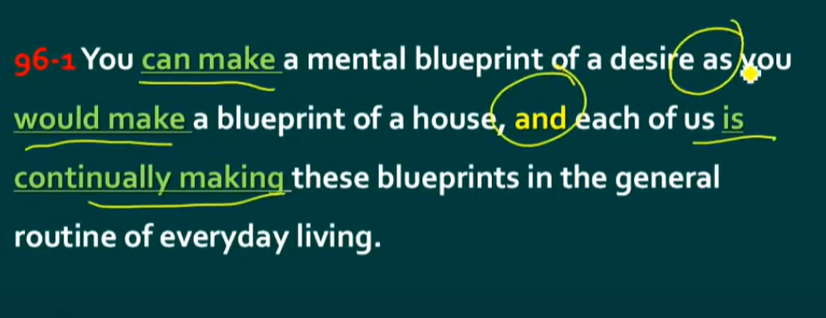 96-1 You can make a mental blueprint of a desire as you
would make a blueprint of a house, and each of us is
continually making these blueprints in the general
routine of everyday living.